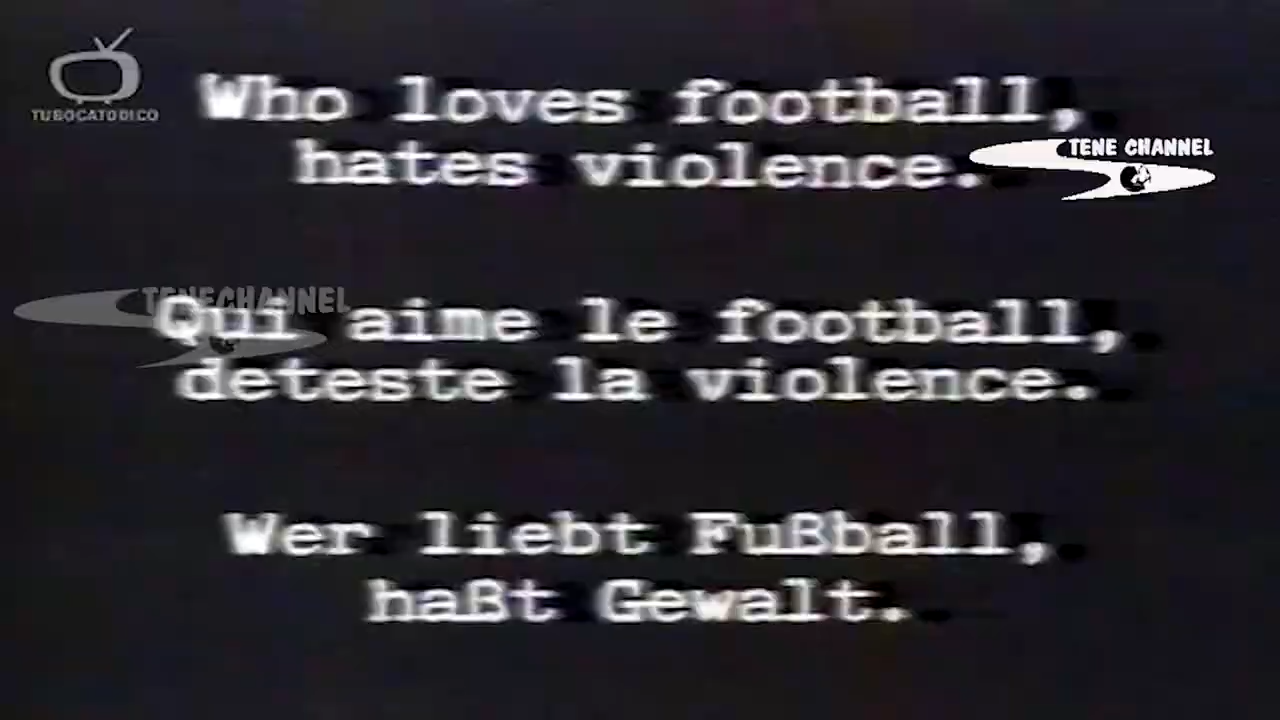 Who loves football,
hates violence.
TUBOCATODICO
TENE CHANNEL
TENECHANNEL
Qui aime le football,
deteste la violence.
Wer liebt Fußball,
haßt Gewalt.